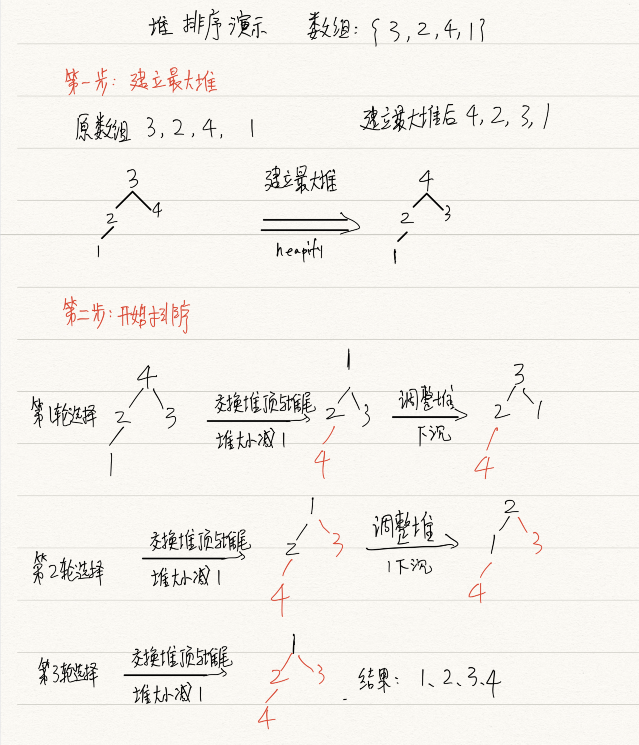 堆 排序演示 数组：{3,2,4,1}
第一步：建立最大堆
原数组 3,2,4, 1 建立最大堆后 4,2,3,1
3
2 4
1
建立最大堆
heapify
4
2 3
1
第二步：开始排序
第1轮选择
4
2 3
1
交换堆顶与堆尾
堆大小减1
1
2 3
4
调整堆
下沉
3
2 1
4
第2轮选择
交换堆顶与堆尾
堆大小减1
1
2 3
4
调整堆
1下沉
2
1 3
4
第3轮选择
交换堆顶与堆尾
堆大小减1
1
2 3
4
结果：1、2、3、4